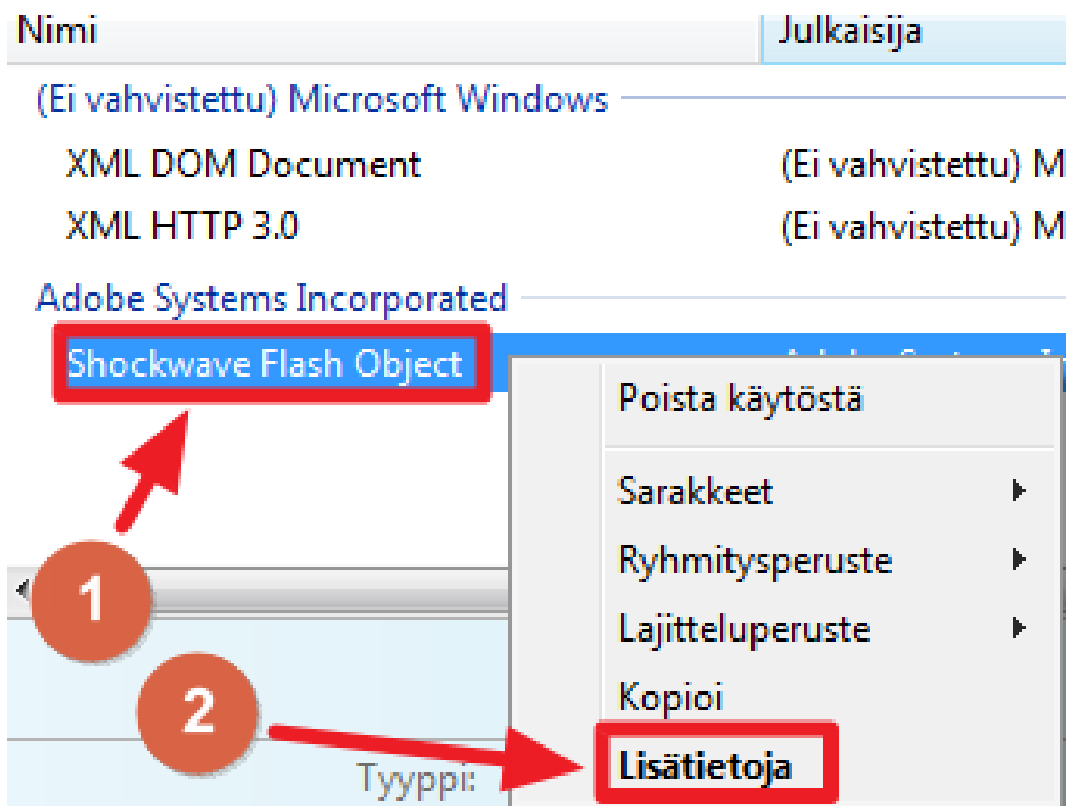 Nimi Julkaisija
(Ei vahvistettu) Microsoft Windows
XML DOM Document (Ei vahvistettu) M
XML HTTP 3.0 (Ei vahvistettu) M
Adobe Systems Incorporated
Shockwave Flash Object
Poista käytöstä
Sarakkeet
Ryhmitysperuste
1
Lajitteluperuste
Kopioi
2
Lisätietoja
Tyyppi: